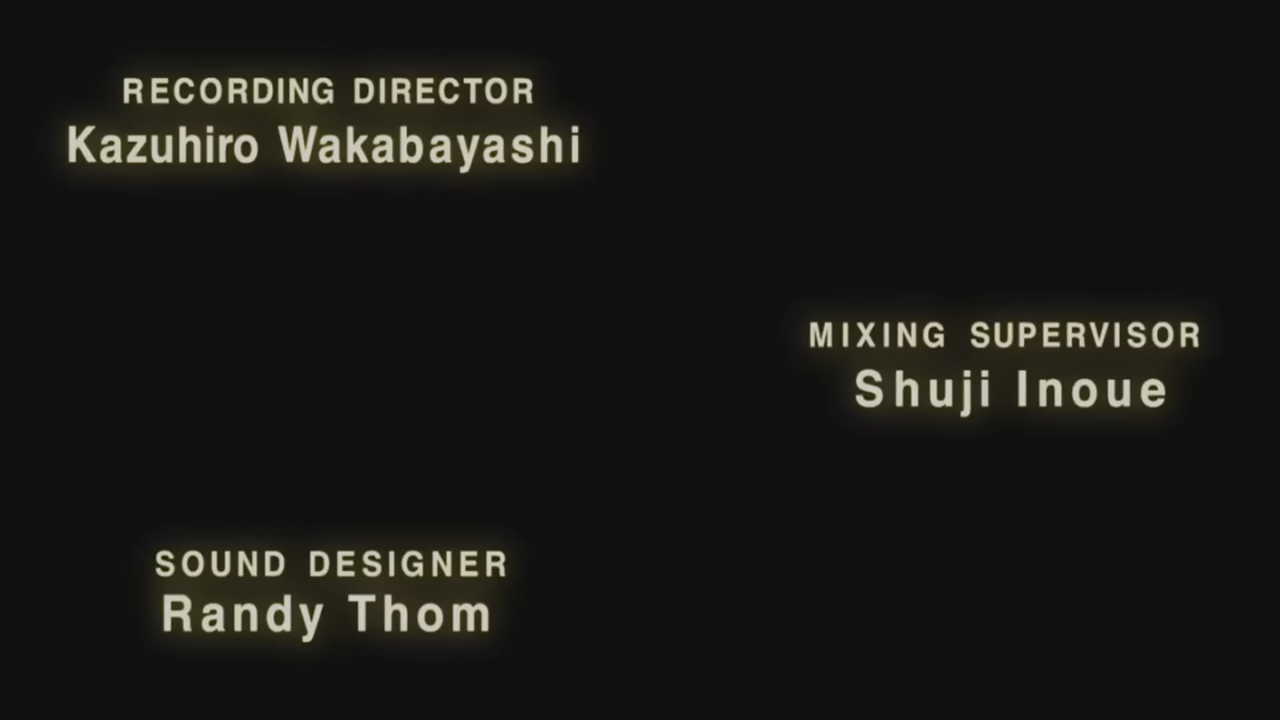 RECORDING DIRECTOR
Kazuhiro Wakabayashi
MIXING SUPERVISOR
Shuji Inoue
SOUND DESIGNER
Randy Thom